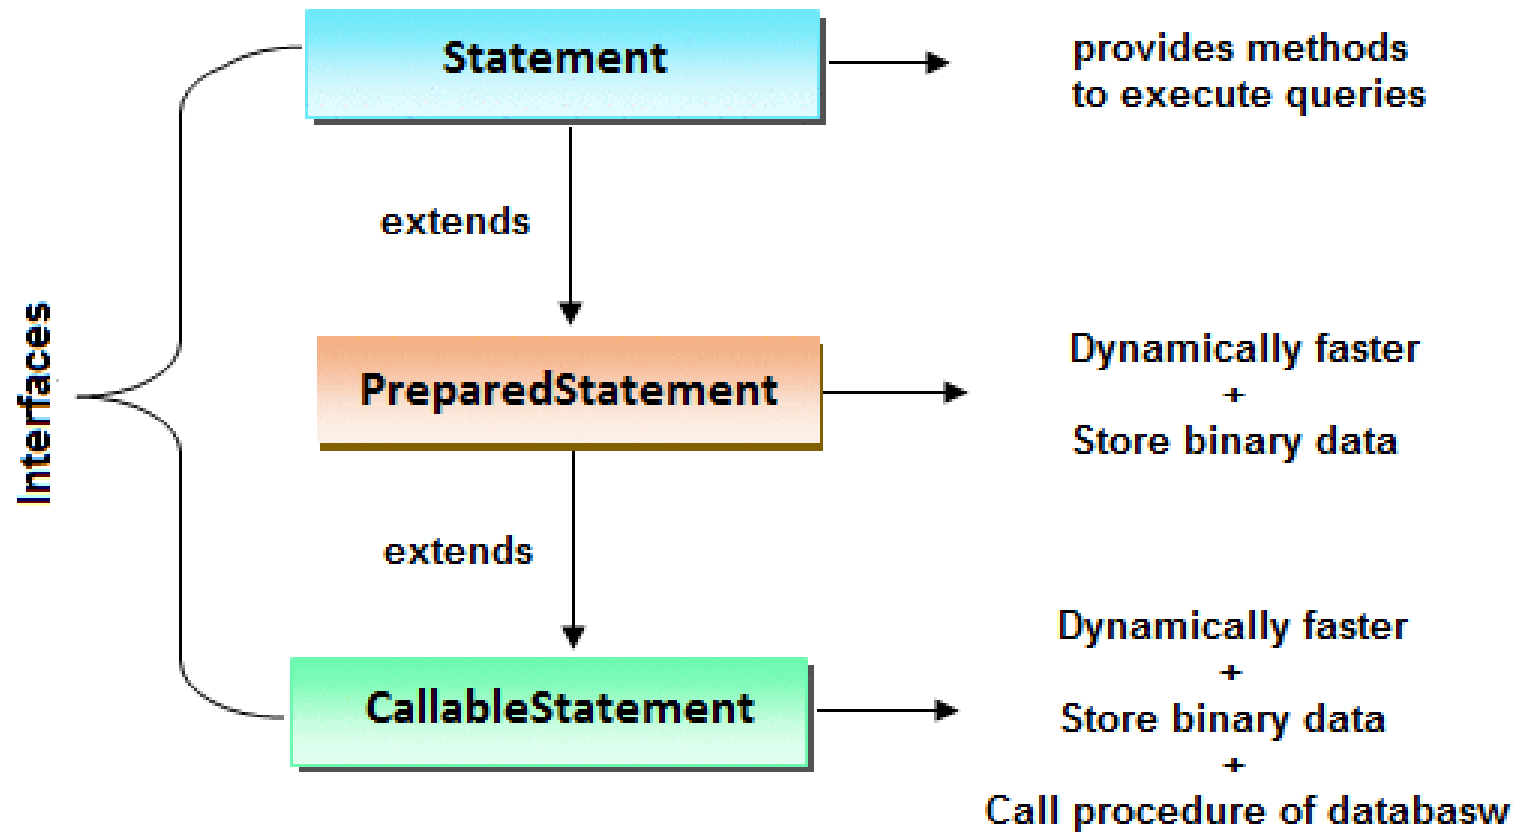 Statement
provides methods
to execute queries
extends
Interfaces
PreparedStatement
Dynamically faster
+
Store binary data
extends
CallableStatement
Dynamically faster
+
Store binary data
+
Call procedure of databasw